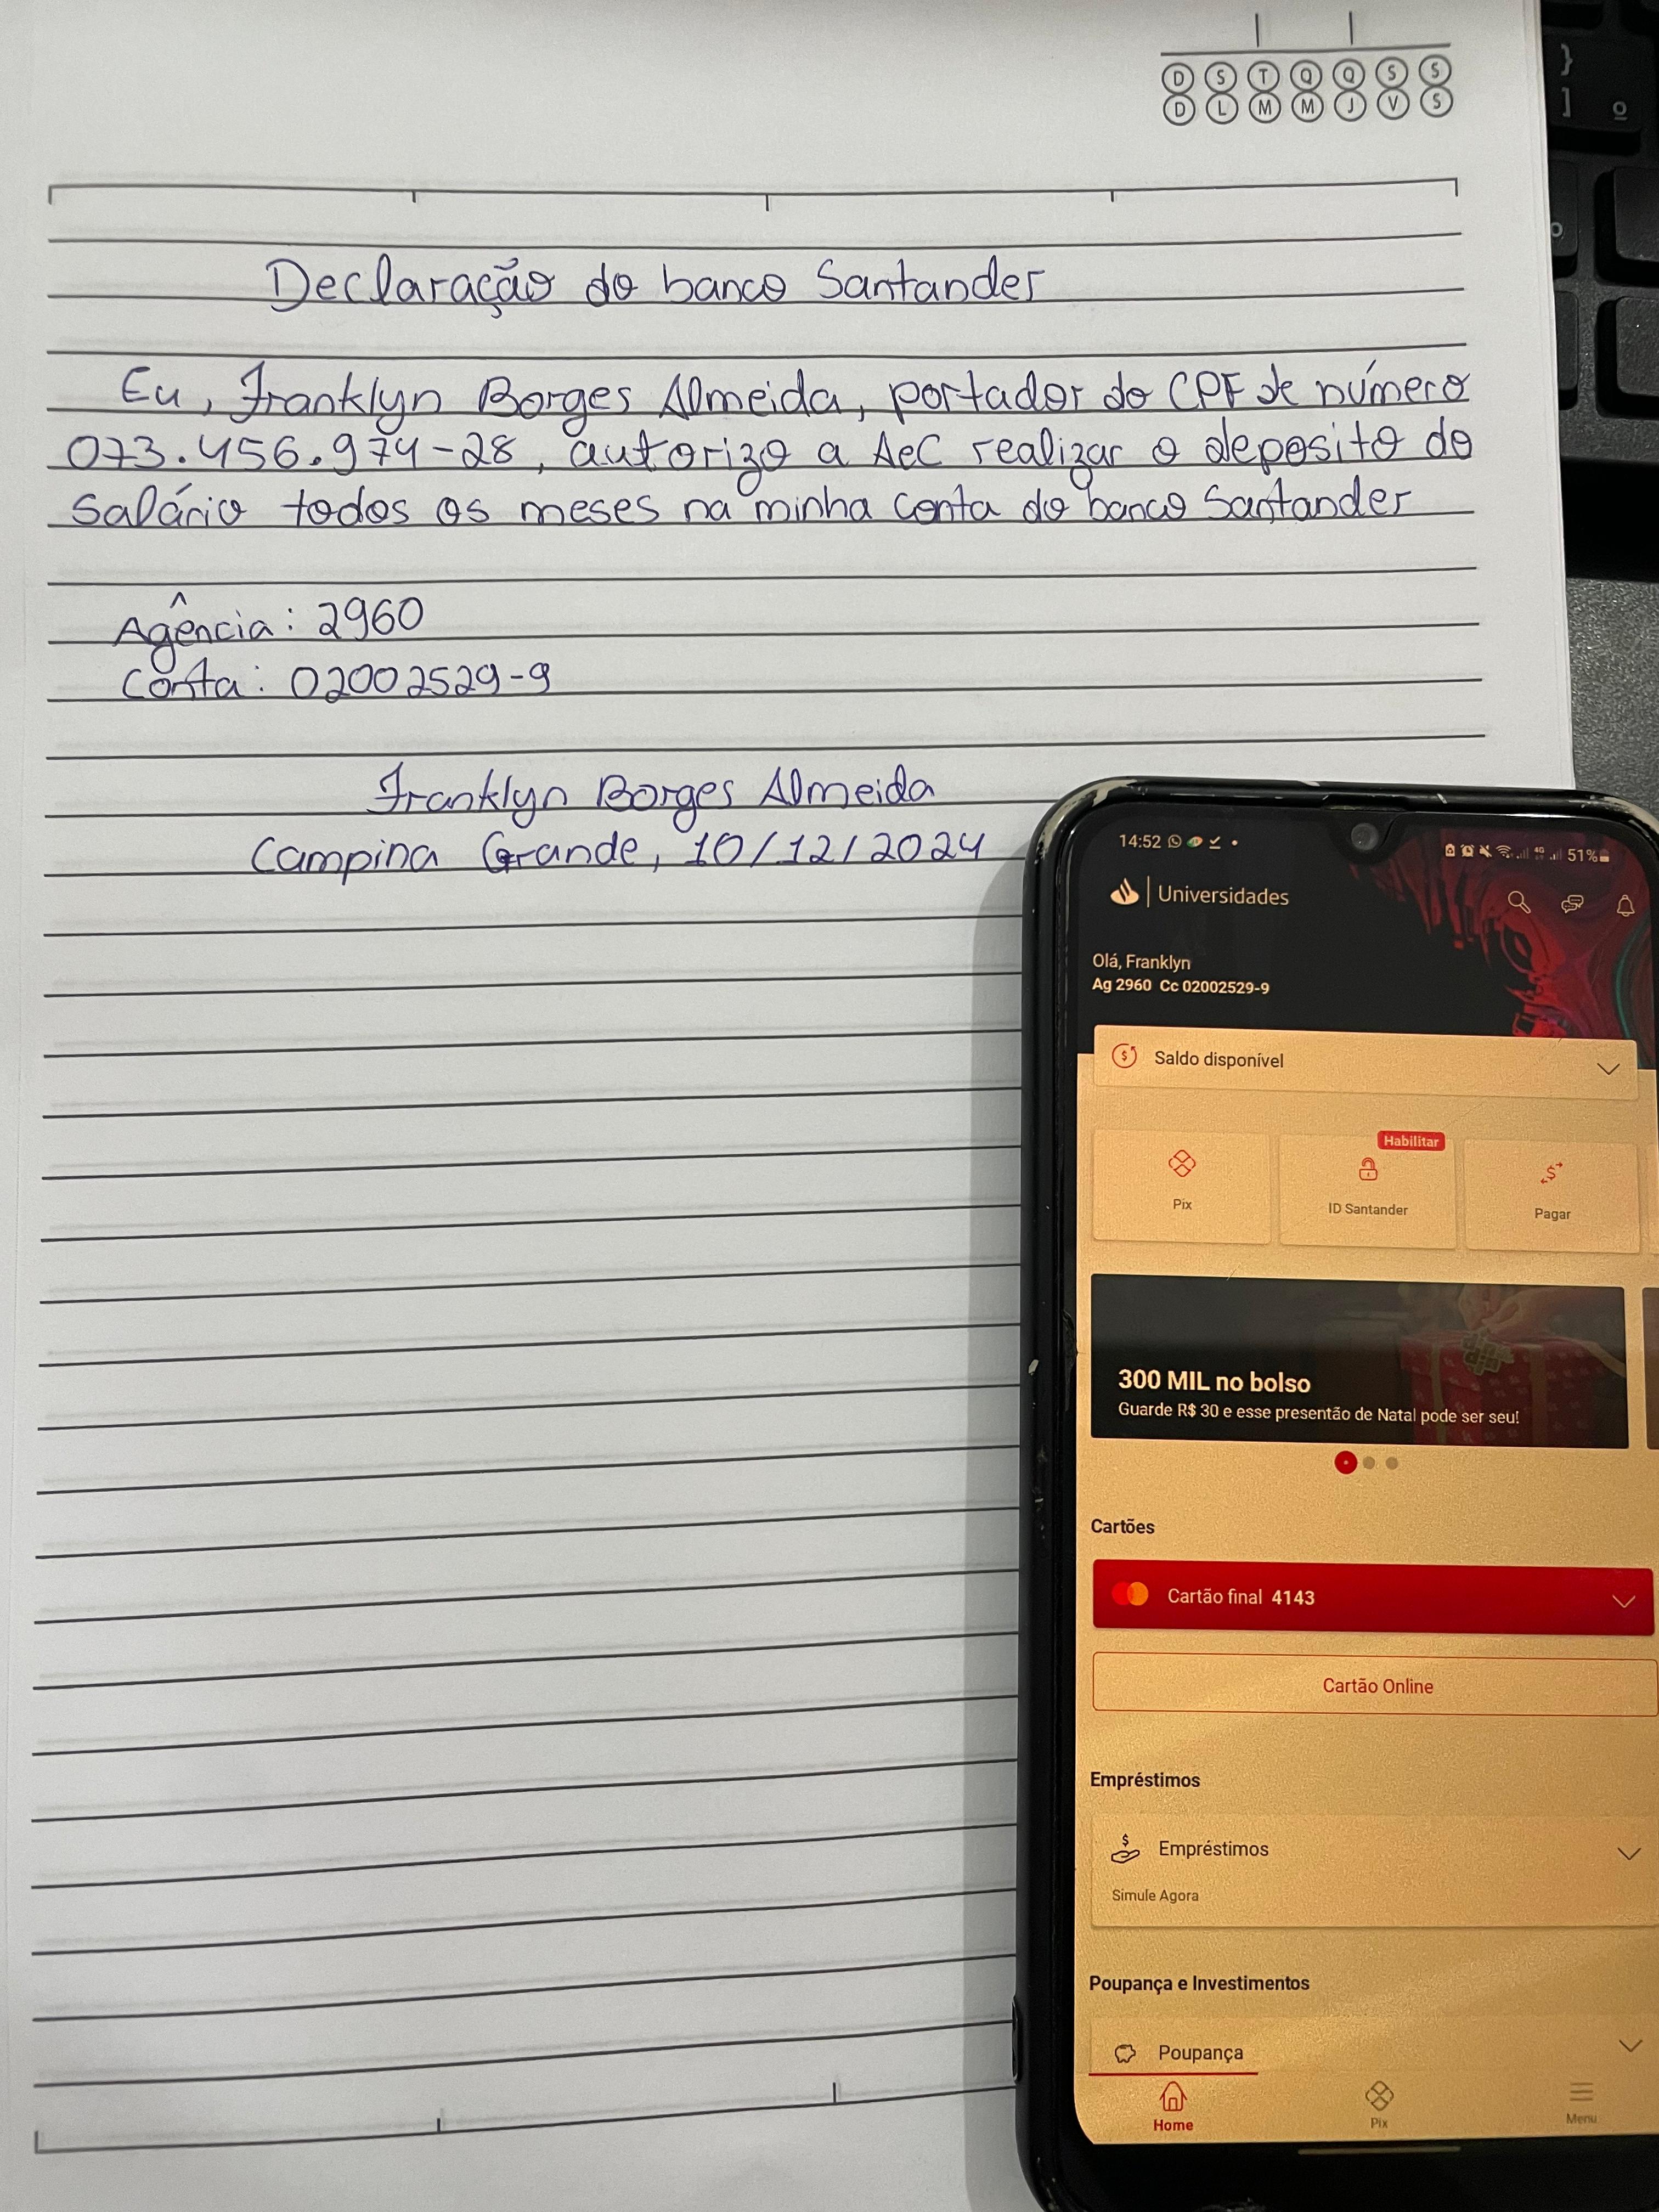 D S T Q Q S S
D L M M J V S
}
] º
Declaração do banco Santander
Eu, Franklyn Borges Almeida, portador do CPF de número
073.456.974-28, autorizo a AeC realizar o deposito do
salário todos os meses na minha conta do banco Santander
Agência: 2960
Conta: 02002529-9
Franklyn Borges Almeida
Campina Grande, 10/12/2024
14:52
4G 51%
Universidades
Olá, Franklyn
Ag 2960 Cc 02002529-9
Saldo disponível
Habilitar
Pix
ID Santander
Pagar
300 MIL no bolso
Guarde R$ 30 e esse presentão de Natal pode ser seu!
Cartões
Cartão final 4143
Cartão Online
Empréstimos
Empréstimos
Simule Agora
Poupança e Investimentos
Poupança
Home
Pix
Menu